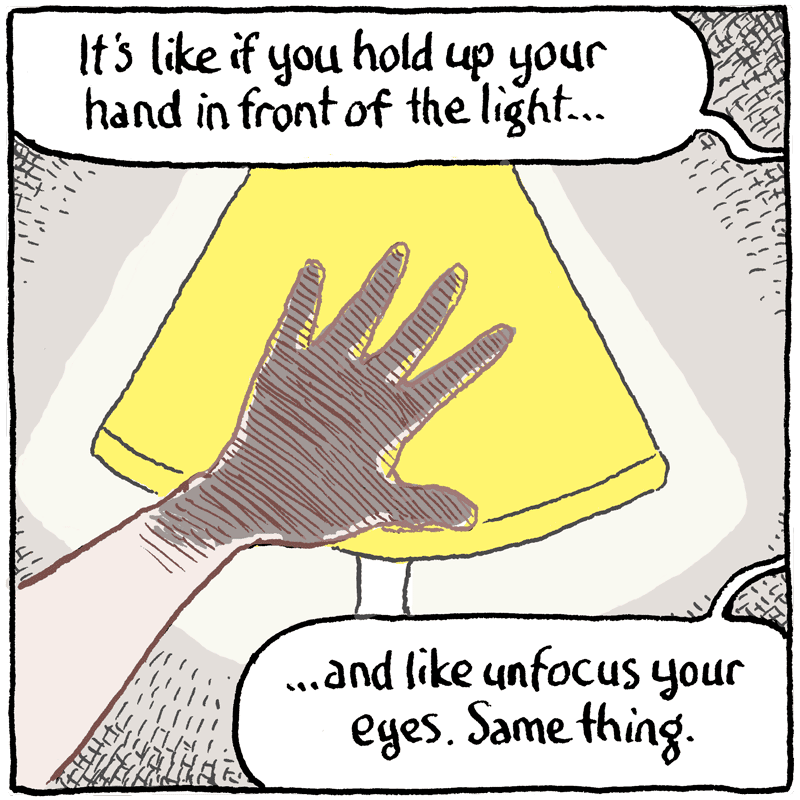 It's like if you hold up your
hand in front of the light...
...and like unfocus your
eyes. Same thing.